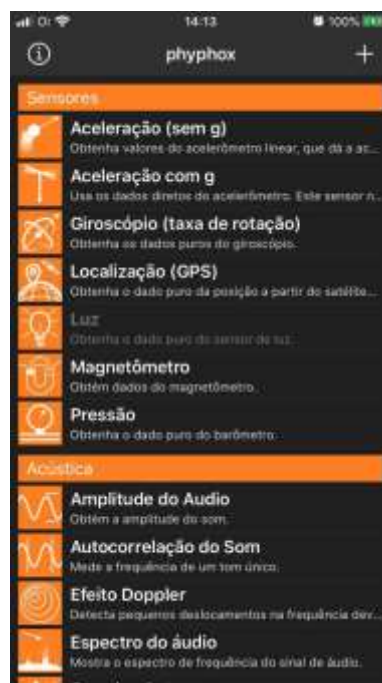 Oi 14:13 100%
phyphox
Sensores
Aceleração (sem g)
Obtenha valores do acelerômetro linear, que dá a as...
Aceleração com g
Usa os dados diretos do acelerômetro. Este sensor n...
Giroscópio (taxa de rotação)
Obtenha os dados puros do giroscópio.
Localização (GPS)
Obtenha o dado puro da posição a partir do satélite...
Luz
Obtenha o dado puro do sensor de luz.
Magnetômetro
Obtém dados do magnetômetro.
Pressão
Obtenha o dado puro do barômetro.
Acústica
Amplitude do Audio
Obtém a amplitude do som.
Autocorrelação do Som
Mede a frequência de um tom único.
Efeito Doppler
Detecta pequenos deslocamentos na frequência dev...
Espectro do áudio
Mostra o espectro de frequência do sinal de áudio.